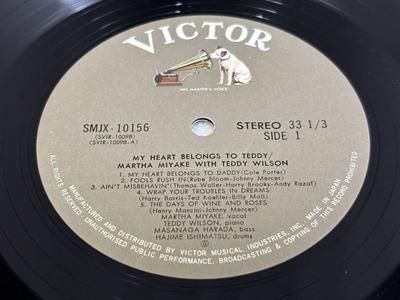 VICTOR
"HIS MASTER'S VOICE"
SMJX-10156
(SVIR-1009B)
(SVIR-1009B-A)
STEREO 33 1/3
SIDE 1
MY HEART BELONGS TO TEDDY/
MARTHA MIYAKE WITH TEDDY WILSON
1. MY HEART BELONGS TO DADDY(Cole Porter)
2. FOOLS RUSH IN(Rube Bloom-Johnny Mercer)
3. AIN'T MISBEHAVIN'(Thomas Waller-Harry Brooks-Andy Razaf)
4. WRAP YOUR TROUBLES IN DREAMS
(Harry Barris-Ted Koehler-Billy Moll)
5. THE DAYS OF WINE AND ROSES
(Henry Mancini-Johnny Mercer)
MARTHA MIYAKE, vocal
TEDDY WILSON, piano
MASANAGA HARADA, bass
HAJIME ISHIMATSU, drums
MANUFACTURED AND DISTRIBUTED BY VICTOR MUSICAL INDUSTRIES, INC. MADE IN JAPAN
ALL RIGHTS RESERVED. UNAUTHORISED PUBLIC PERFORMANCE, BROADCASTING & COPYING OF THIS RECORD PROHIBITED